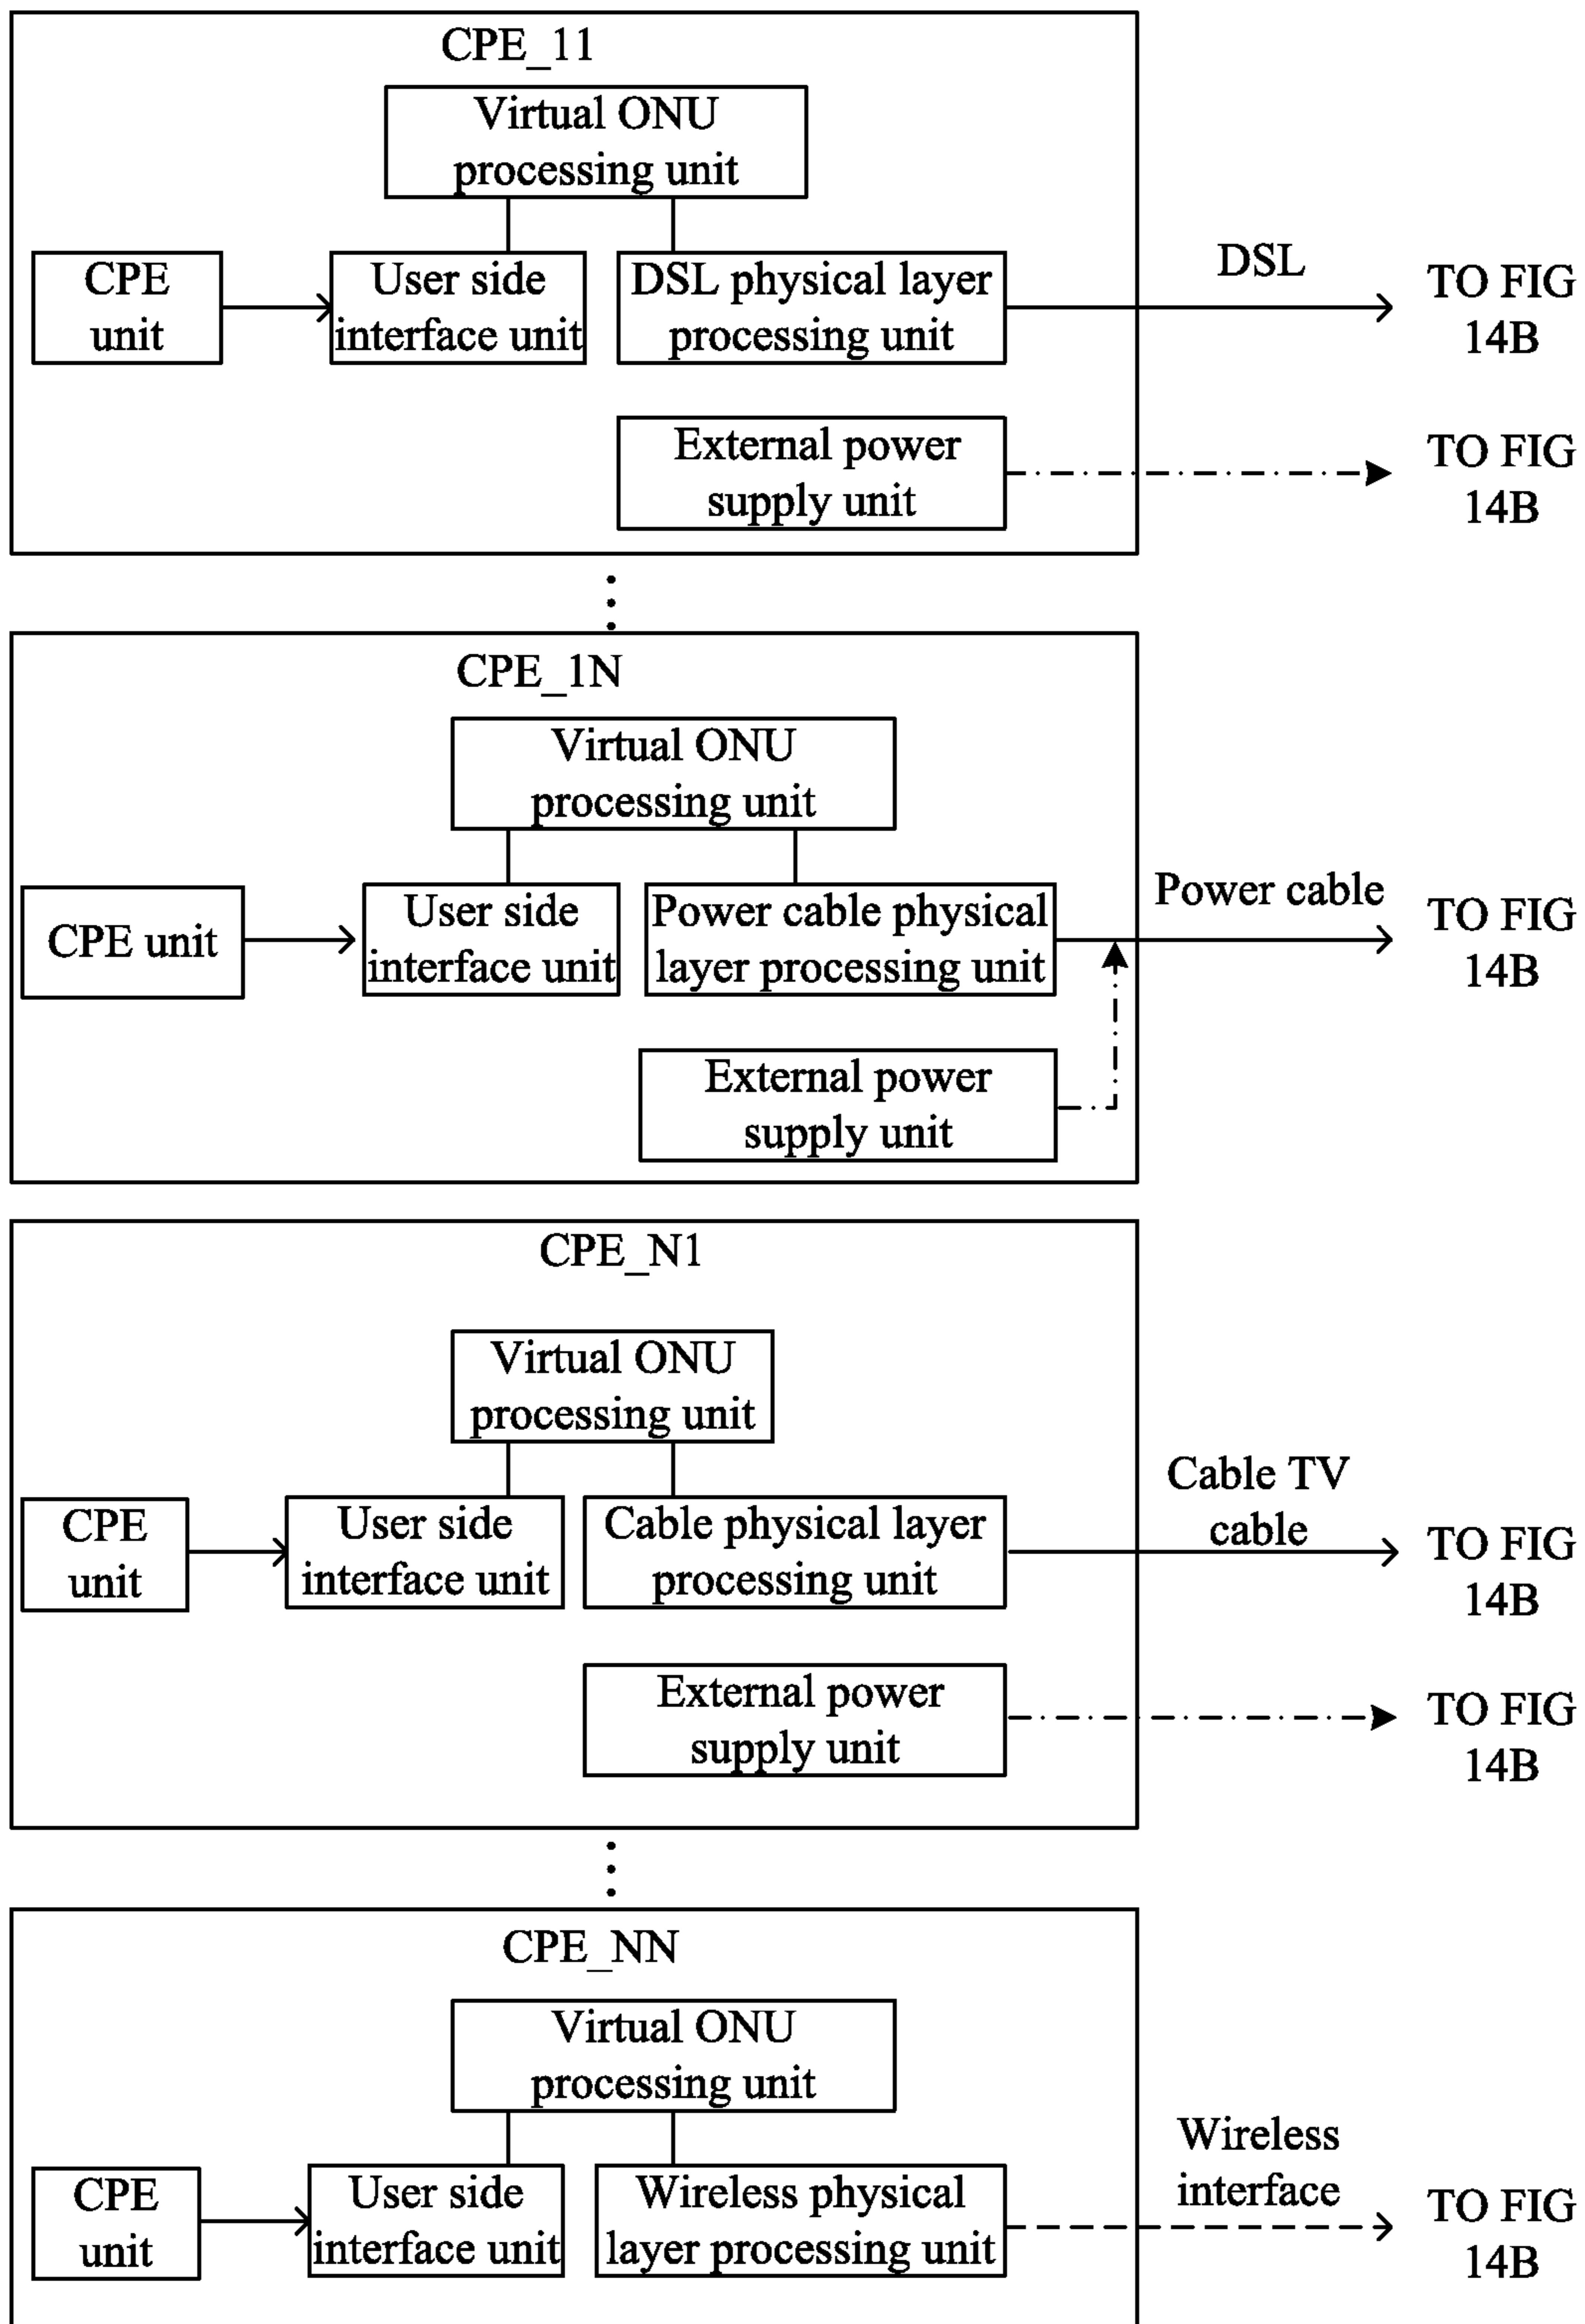 CPE_11
Virtual ONU
processing unit
CPE
unit
User side
interface unit
DSL physical layer
processing unit
DSL
TO FIG
14B
External power
supply unit
TO FIG
14B
CPE_1N
Virtual ONU
processing unit
CPE unit
User side
interface unit
Power cable physical
layer processing unit
Power cable
TO FIG
14B
External power
supply unit
CPE_N1
Virtual ONU
processing unit
CPE
unit
User side
interface unit
Cable physical layer
processing unit
Cable TV
cable
TO FIG
14B
External power
supply unit
TO FIG
14B
CPE_NN
Virtual ONU
processing unit
CPE
unit
User side
interface unit
Wireless physical
layer processing unit
Wireless
interface
TO FIG
14B